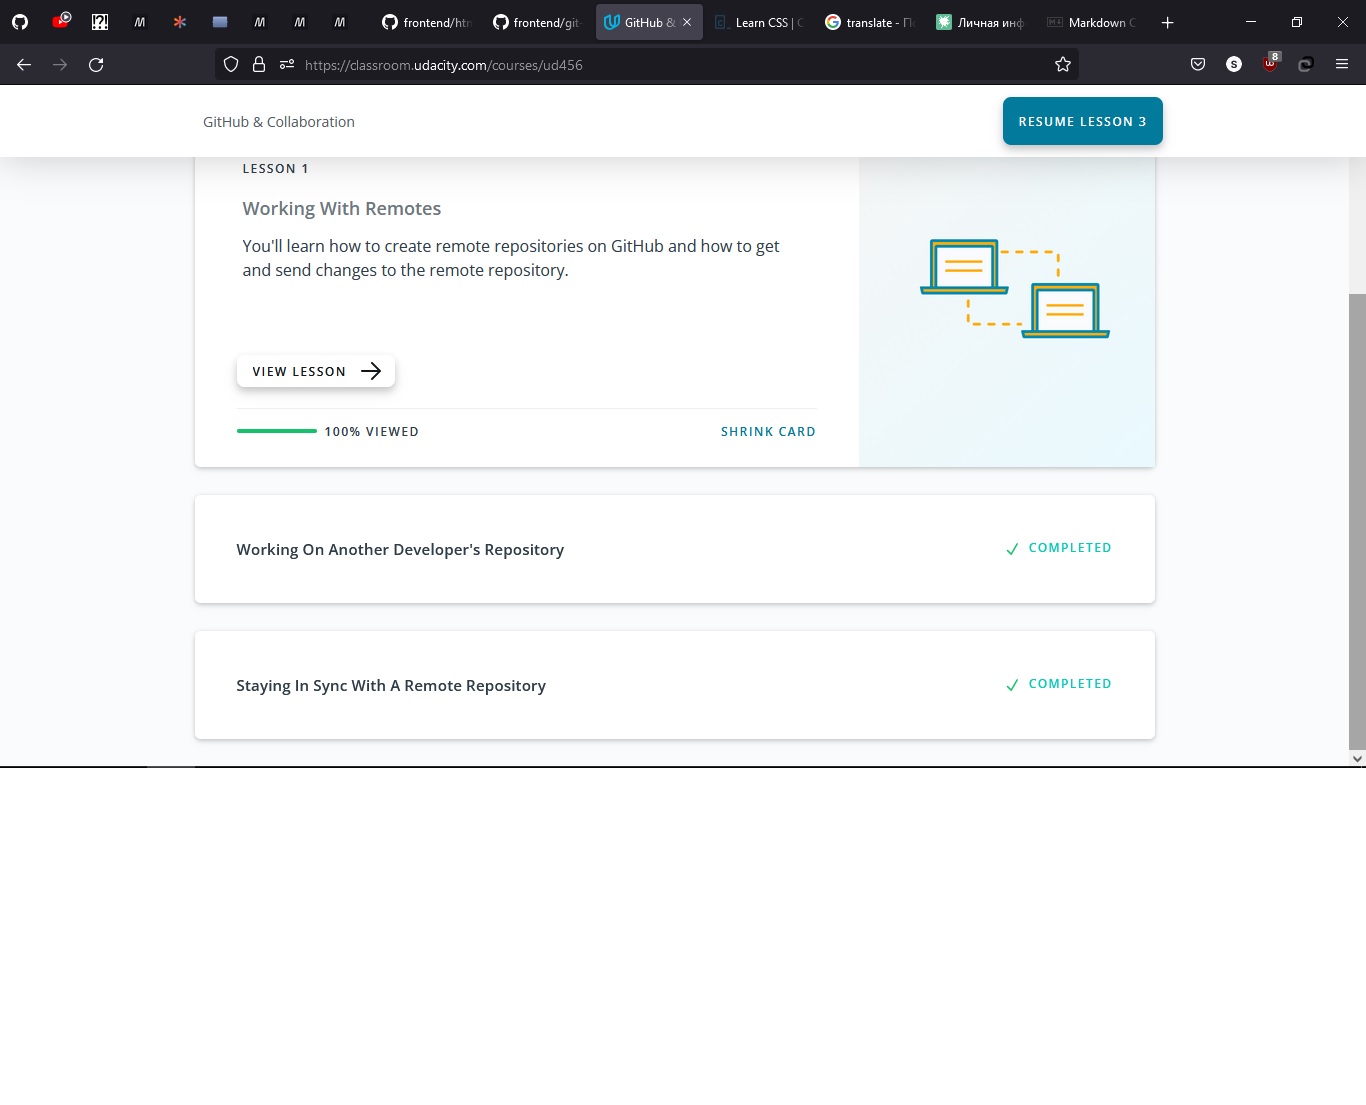 frontend/htm
frontend/git-
GitHub &
Learn CSS | C
translate - По
Личная инф
Markdown C
https://classroom.udacity.com/courses/ud456
S
8
GitHub & Collaboration
RESUME LESSON 3
LESSON 1
Working With Remotes
You'll learn how to create remote repositories on GitHub and how to get
and send changes to the remote repository.
VIEW LESSON
100% VIEWED
SHRINK CARD
Working On Another Developer's Repository
COMPLETED
Staying In Sync With A Remote Repository
COMPLETED